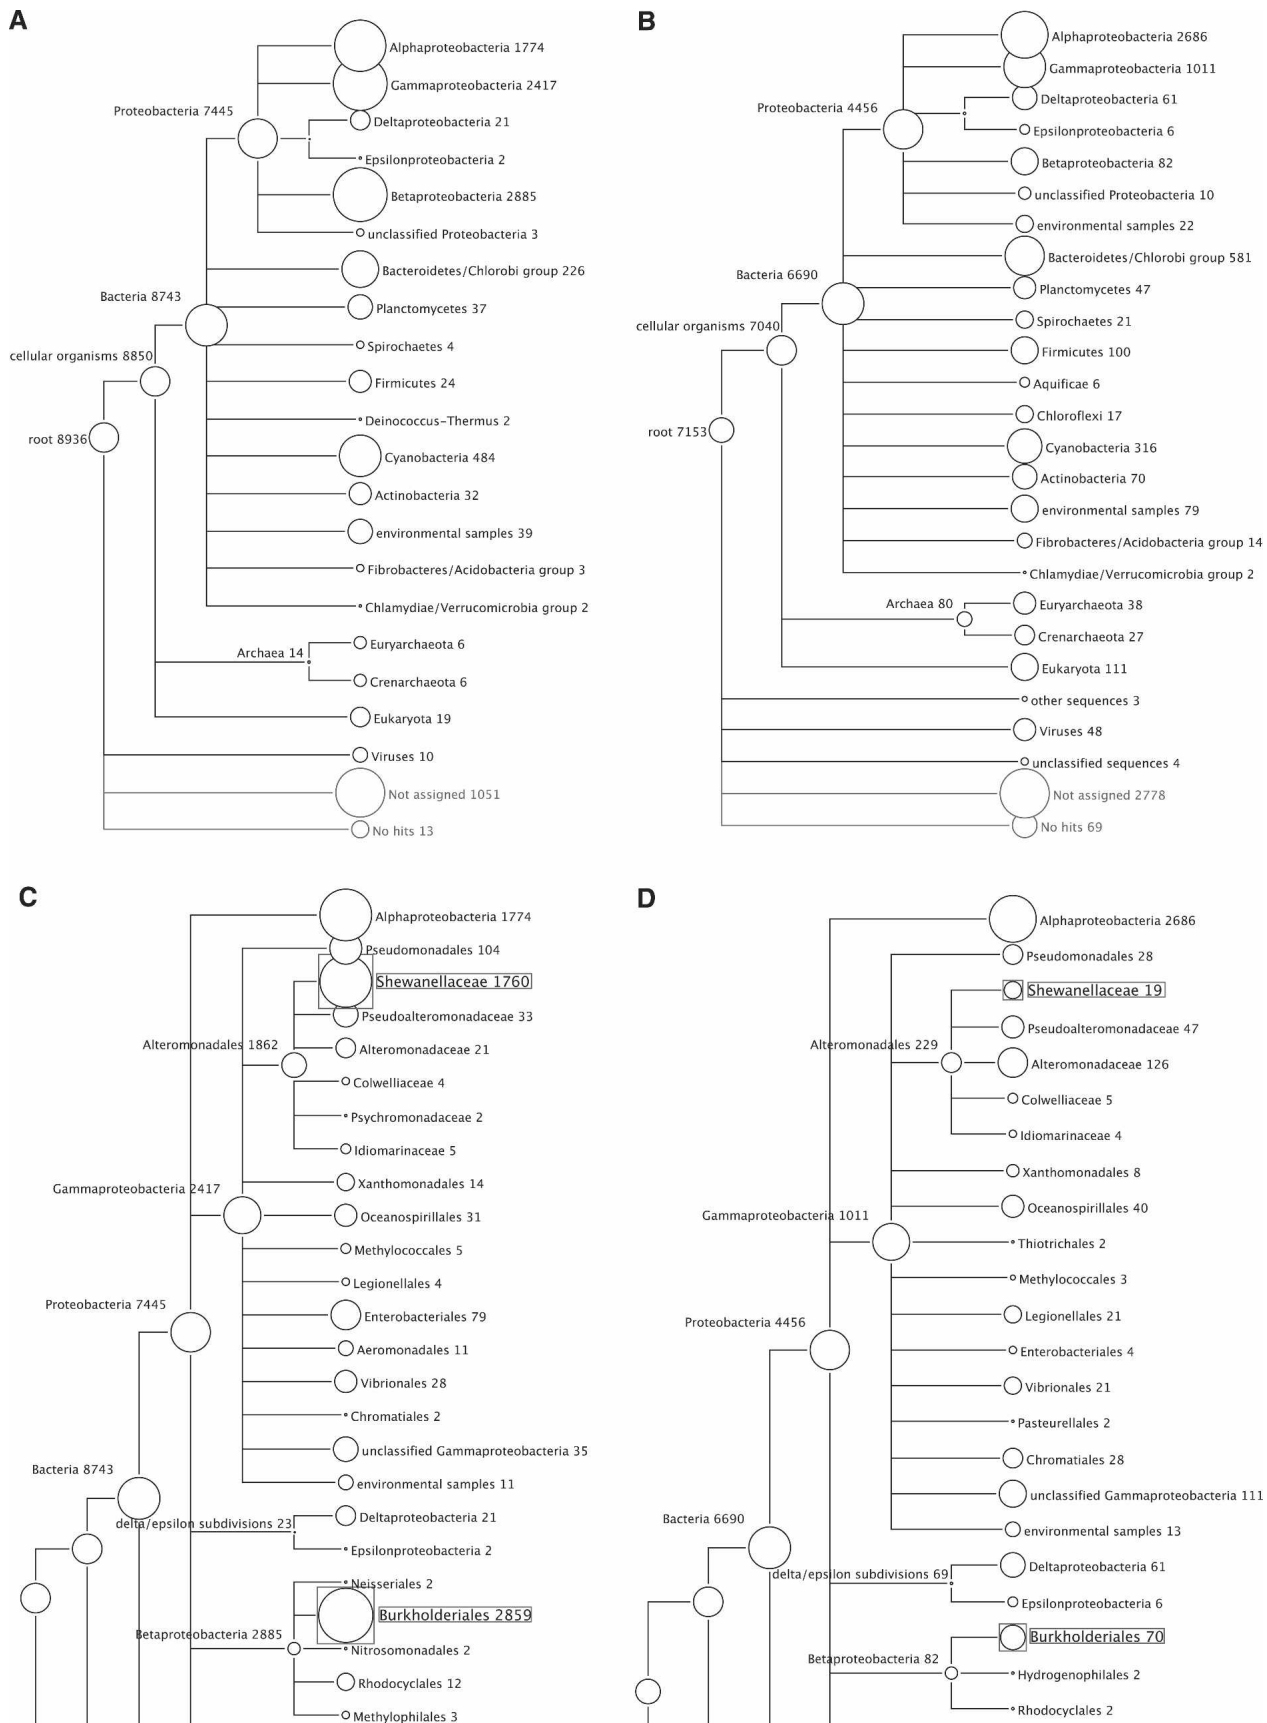 A
Alphaproteobacteria 1774
Gammaproteobacteria 2417
Proteobacteria 7445
Deltaproteobacteria 21
Epsilonproteobacteria 2
Betaproteobacteria 2885
unclassified Proteobacteria 3
Bacteroidetes/Chlorobi group 226
Bacteria 8743
Planctomycetes 37
Spirochaetes 4
cellular organisms 8850
Firmicutes 24
Deinococcus-Thermus 2
root 8936
Cyanobacteria 484
Actinobacteria 32
environmental samples 39
Fibrobacteres/Acidobacteria group 3
Chlamydiae/Verrucomicrobia group 2
Euryarchaeota 6
Archaea 14
Crenarchaeota 6
Eukaryota 19
Viruses 10
Not assigned 1051
No hits 13
B
Alphaproteobacteria 2686
Gammaproteobacteria 1011
Deltaproteobacteria 61
Proteobacteria 4456
Epsilonproteobacteria 6
Betaproteobacteria 82
unclassified Proteobacteria 10
environmental samples 22
Bacteroidetes/Chlorobi group 581
Bacteria 6690
Planctomycetes 47
Spirochaetes 21
cellular organisms 7040
Firmicutes 100
Aquificae 6
Chloroflexi 17
root 7153
Cyanobacteria 316
Actinobacteria 70
environmental samples 79
Fibrobacteres/Acidobacteria group 14
Chlamydiae/Verrucomicrobia group 2
Archaea 80
Euryarchaeota 38
Crenarchaeota 27
Eukaryota 111
other sequences 3
Viruses 48
unclassified sequences 4
Not assigned 2778
No hits 69
C
Alphaproteobacteria 1774
Pseudomonadales 104
Shewanellaceae 1760
Pseudoalteromonadaceae 33
Alteromonadales 1862
Alteromonadaceae 21
Colwelliaceae 4
Psychromonadaceae 2
Idiomarinaceae 5
Xanthomonadales 14
Gammaproteobacteria 2417
Oceanospirillales 31
Methylococcales 5
Legionellales 4
Proteobacteria 7445
Enterobacteriales 79
Aeromonadales 11
Vibrionales 28
Chromatiales 2
unclassified Gammaproteobacteria 35
Bacteria 8743
environmental samples 11
Deltaproteobacteria 21
delta/epsilon subdivisions 23
Epsilonproteobacteria 2
Neisseriales 2
Burkholderiales 2859
Betaproteobacteria 2885
Nitrosomonadales 2
Rhodocyclales 12
Methylophilales 3
D
Alphaproteobacteria 2686
Pseudomonadales 28
Shewanellaceae 19
Pseudoalteromonadaceae 47
Alteromonadales 229
Alteromonadaceae 126
Colwelliaceae 5
Idiomarinaceae 4
Xanthomonadales 8
Oceanospirillales 40
Gammaproteobacteria 1011
Thiotrichales 2
Methylococcales 3
Legionellales 21
Proteobacteria 4456
Enterobacteriales 4
Vibrionales 21
Pasteurellales 2
Chromatiales 28
unclassified Gammaproteobacteria 111
Bacteria 6690
environmental samples 13
Deltaproteobacteria 61
delta/epsilon subdivisions 69
Epsilonproteobacteria 6
Burkholderiales 70
Betaproteobacteria 82
Hydrogenophilales 2
Rhodocyclales 2